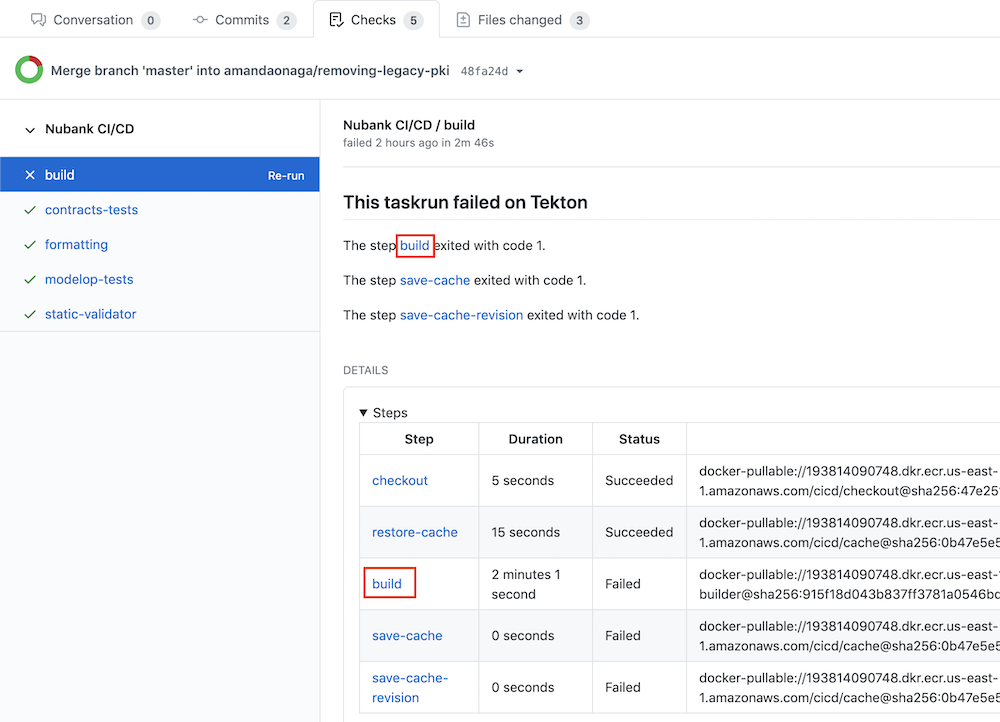 Conversation 0 Commits 2 Checks 5 Files changed 3
Merge branch 'master' into amandaonaga/removing-legacy-pki 48fa24d
Nubank CI/CD
build Re-run
contracts-tests
formatting
modelop-tests
static-validator
Nubank CI/CD / build
failed 2 hours ago in 2m 46s
This taskrun failed on Tekton
The step build exited with code 1.
The step save-cache exited with code 1.
The step save-cache-revision exited with code 1.
DETAILS
Steps
Step Duration Status
checkout 5 seconds Succeeded docker-pullable://193814090748.dkr.ecr.us-east-
1.amazonaws.com/cicd/checkout@sha256:47e25
restore-cache 15 seconds Succeeded docker-pullable://193814090748.dkr.ecr.us-east-
1.amazonaws.com/cicd/cache@sha256:0b47e5e5
build 2 minutes 1 second Failed docker-pullable://193814090748.dkr.ecr.us-east-
builder@sha256:915f18d043b837ff3781a0546bd
save-cache 0 seconds Failed docker-pullable://193814090748.dkr.ecr.us-east-
1.amazonaws.com/cicd/cache@sha256:0b47e5e5
save-cache-revision 0 seconds Failed docker-pullable://193814090748.dkr.ecr.us-east-
1.amazonaws.com/cicd/cache@sha256:0b47e5e5